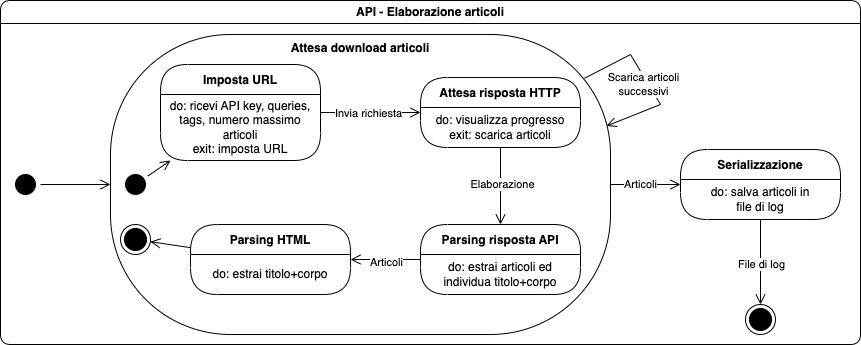 API - Elaborazione articoli
Attesa download articoli
Imposta URL
do: ricevi API key, queries,
tags, numero massimo
articoli
exit: imposta URL
Invia richiesta
Attesa risposta HTTP
do: visualizza progresso
exit: scarica articoli
Scarica articoli
successivi
Elaborazione
Articoli
Serializzazione
do: salva articoli in
file di log
Parsing HTML
do: estrai titolo+corpo
Articoli
Parsing risposta API
do: estrai articoli ed
individua titolo+corpo
File di log